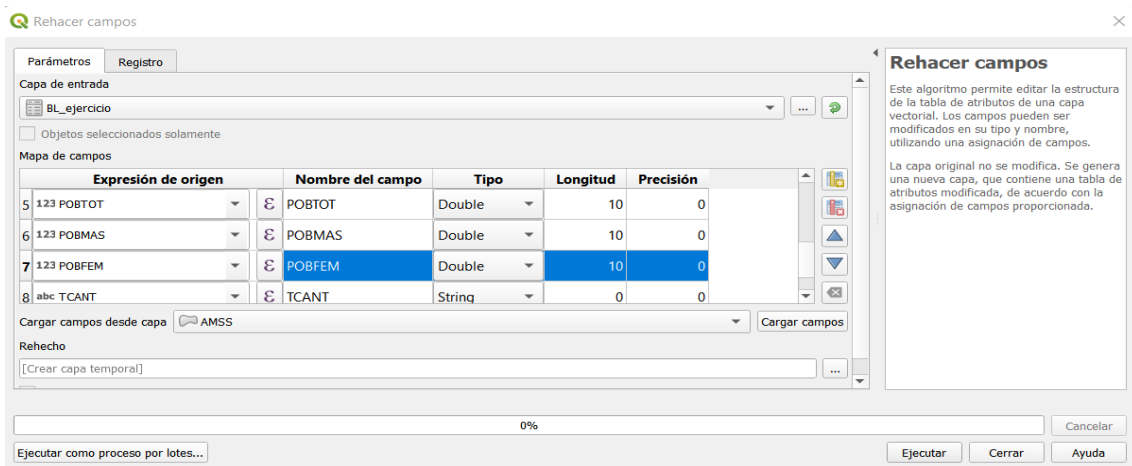 Rehacer campos
Parámetros Registro
Capa de entrada
BL_ejercicio
...
Objetos seleccionados solamente
Mapa de campos
Expresión de origen Nombre del campo Tipo Longitud Precisión
5 123 POBTOT ε POBTOT Double 10 0
6 123 POBMAS ε POBMAS Double 10 0
7 123 POBFEM ε POBFEM Double 10 0
8 abc TCANT ε TCANT String 0 0
Cargar campos desde capa AMSS Cargar campos
Rehecho
[Crear capa temporal] ...
0%
Cancelar
Ejecutar como proceso por lotes... Ejecutar Cerrar Ayuda
Rehacer campos
Este algoritmo permite editar la estructura
de la tabla de atributos de una capa
vectorial. Los campos pueden ser
modificados en su tipo y nombre,
utilizando una asignación de campos.
La capa original no se modifica. Se genera
una nueva capa, que contiene una tabla de
atributos modificada, de acuerdo con la
asignación de campos proporcionada.